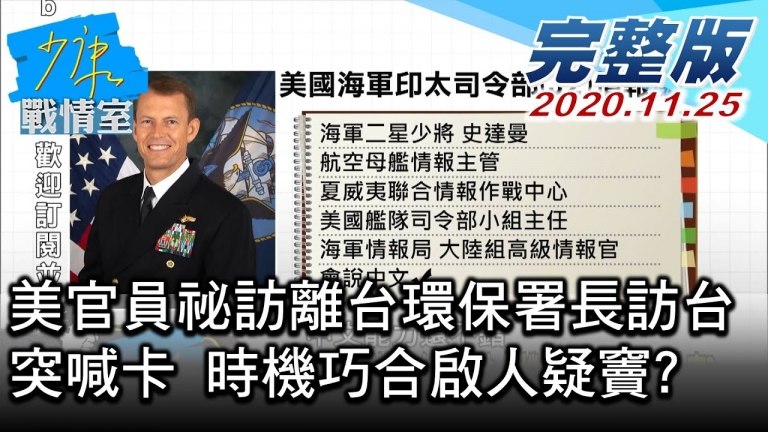 b
少康
戰情室
完整版
2020.11.25
美國海軍印太司令部
歡迎訂閱並
海軍二星少將 史達曼
航空母艦情報主管
夏威夷聯合情報作戰中心
美國艦隊司令部小組主任
海軍情報局 大陸組高級情報官
會說中文✓
美官員祕訪離台環保署長訪台
突喊卡 時機巧合啟人疑竇?